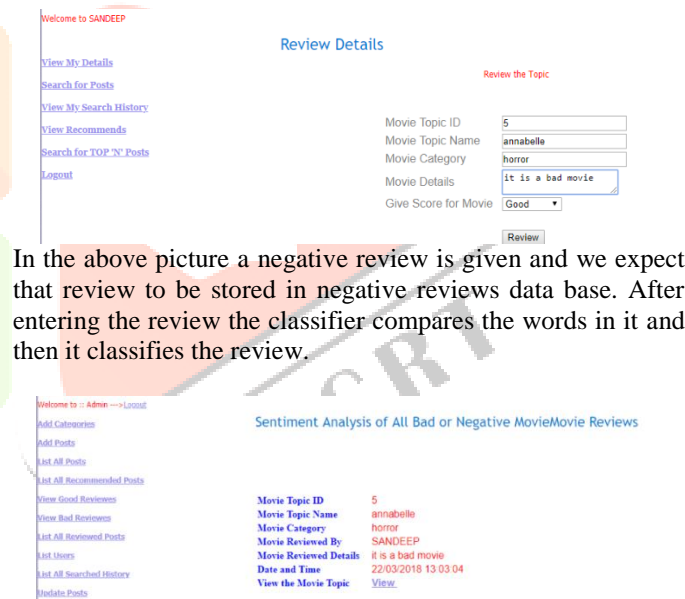 Welcome to SANDEEP
Review Details
View My Details
Review the Topic
Search for Posts
View My Search History
View Recommends
Search for TOP 'N' Posts
Logout
Movie Topic ID 5
Movie Topic Name annabelle
Movie Category horror
Movie Details it is a bad movie
Give Score for Movie Good
Review
In the above picture a negative review is given and we expect
that review to be stored in negative reviews data base. After
entering the review the classifier compares the words in it and
then it classifies the review.
CRT
Welcome to :: Admin --->Logout
Add Categories
Sentiment Analysis of All Bad or Negative MovieMovie Reviews
Add Posts
List All Posts
List All Recommended Posts
View Good Reviewes
View Bad Reviewes
List All Reviewed Posts
List Users
List All Searched History
Update Posts
Movie Topic ID 5
Movie Topic Name annabelle
Movie Category horror
Movie Reviewed By SANDEEP
Movie Reviewed Details it is a bad movie
Date and Time 22/03/2018 13:03:04
View the Movie Topic View